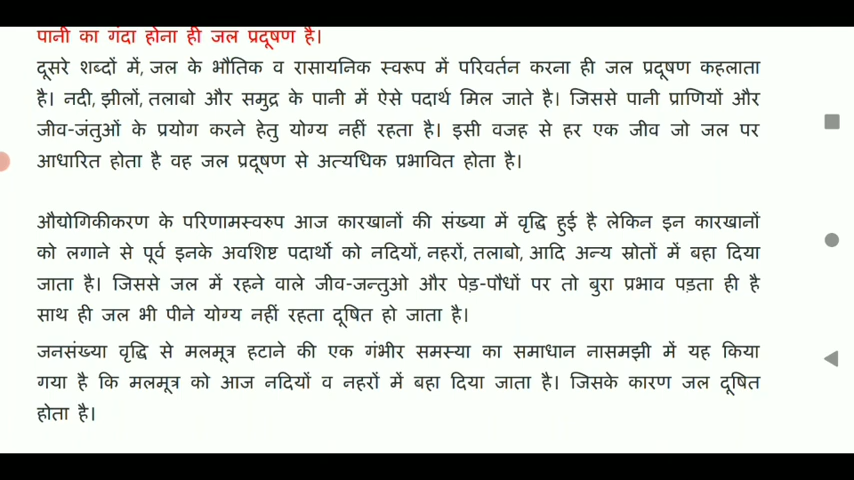 पानी का गंदा होना ही जल प्रदूषण है।
दूसरे शब्दों में, जल के भौतिक व रासायनिक स्वरूप में परिवर्तन करना ही जल प्रदूषण कहलाता
है। नदी, झीलों, तलाबो और समुद्र के पानी में ऐसे पदार्थ मिल जाते है। जिससे पानी प्राणियों और
जीव-जंतुओं के प्रयोग करने हेतु योग्य नहीं रहता है। इसी वजह से हर एक जीव जो जल पर
आधारित होता है वह जल प्रदूषण से अत्यधिक प्रभावित होता है।
औद्योगिकीकरण के परिणामस्वरुप आज कारखानों की संख्या में वृद्धि हुई है लेकिन इन कारखानों
को लगाने से पूर्व इनके अवशिष्ट पदार्थो को नदियों, नहरों, तलाबो, आदि अन्य स्रोतों में बहा दिया
जाता है। जिससे जल में रहने वाले जीव-जन्तुओ और पेड़-पौधों पर तो बुरा प्रभाव पड़ता ही है
साथ ही जल भी पीने योग्य नहीं रहता दूषित हो जाता है।
जनसंख्या वृद्धि से मलमूत्र हटाने की एक गंभीर समस्या का समाधान नासमझी में यह किया
गया है कि मलमूत्र को आज नदियों व नहरों में बहा दिया जाता है। जिसके कारण जल दूषित
होता है।